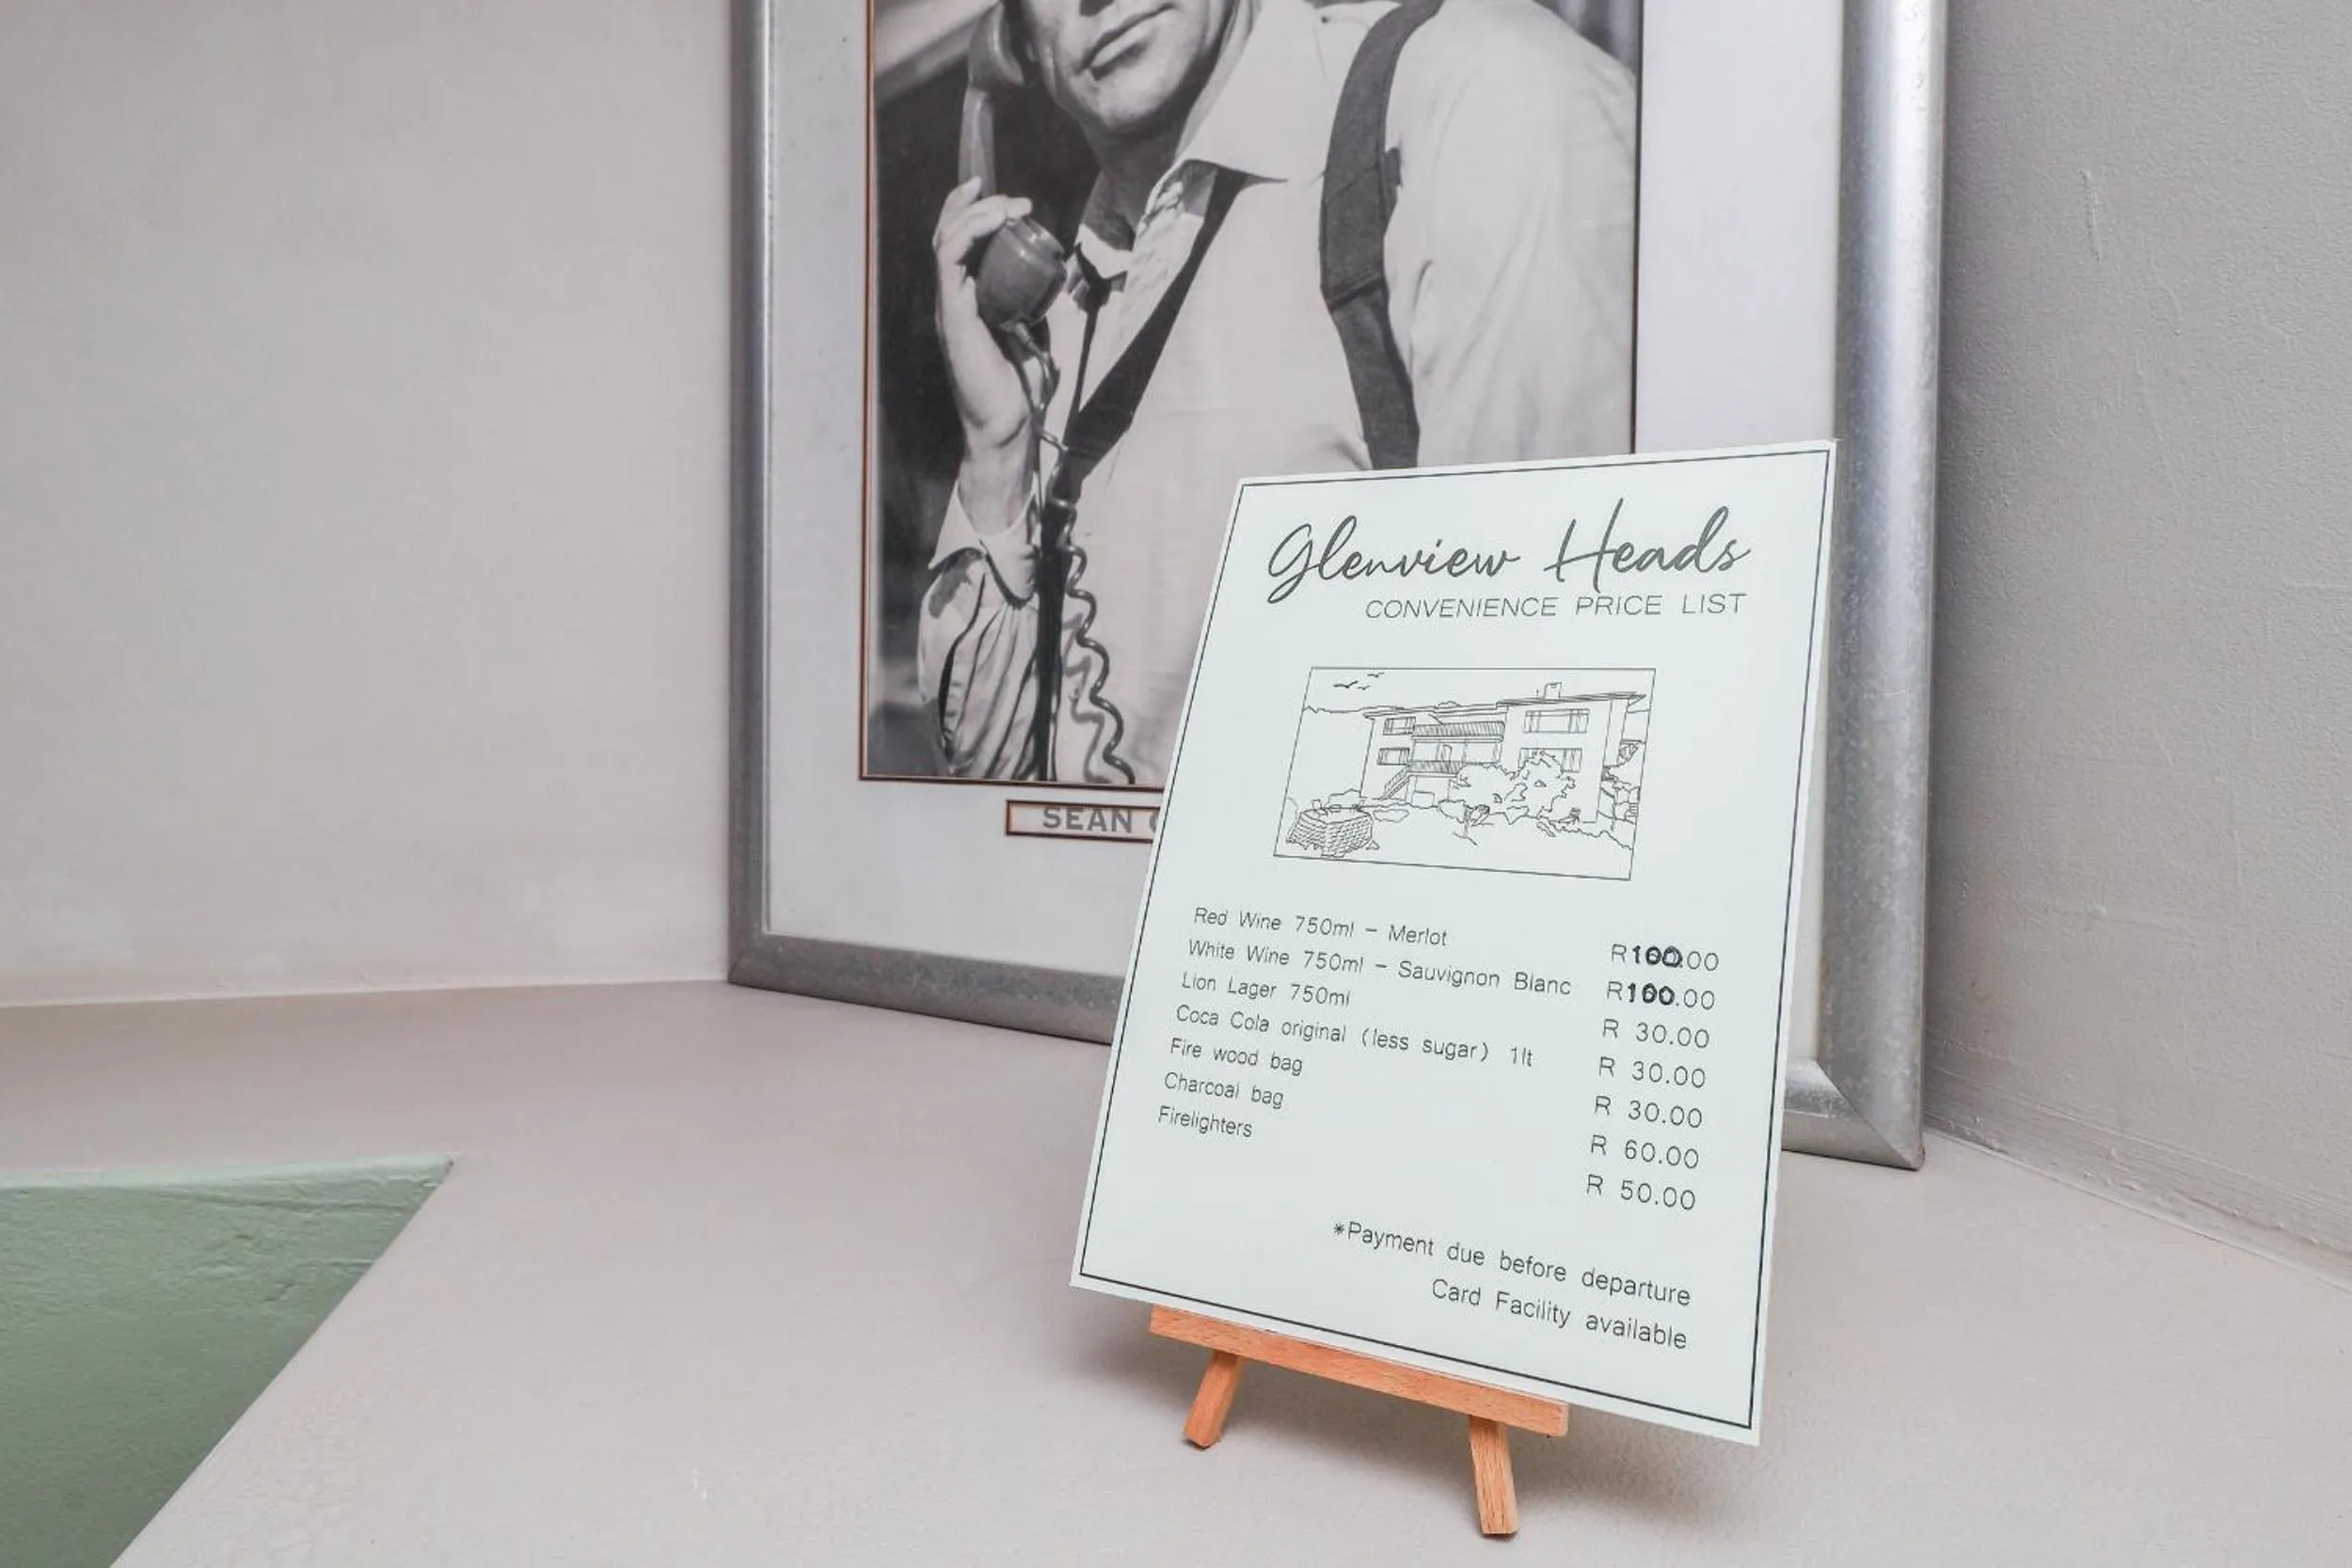 SEAN
Glenview Heads
CONVENIENCE PRICE LIST
Red Wine 750ml – Merlot R100.00
White Wine 750ml – Sauvignon Blanc R100.00
Lion Lager 750ml R 30.00
Coca Cola original (less sugar) 1lt R 30.00
Fire wood bag R 30.00
Charcoal bag R 60.00
Firelighters R 50.00
*Payment due before departure
Card Facility available